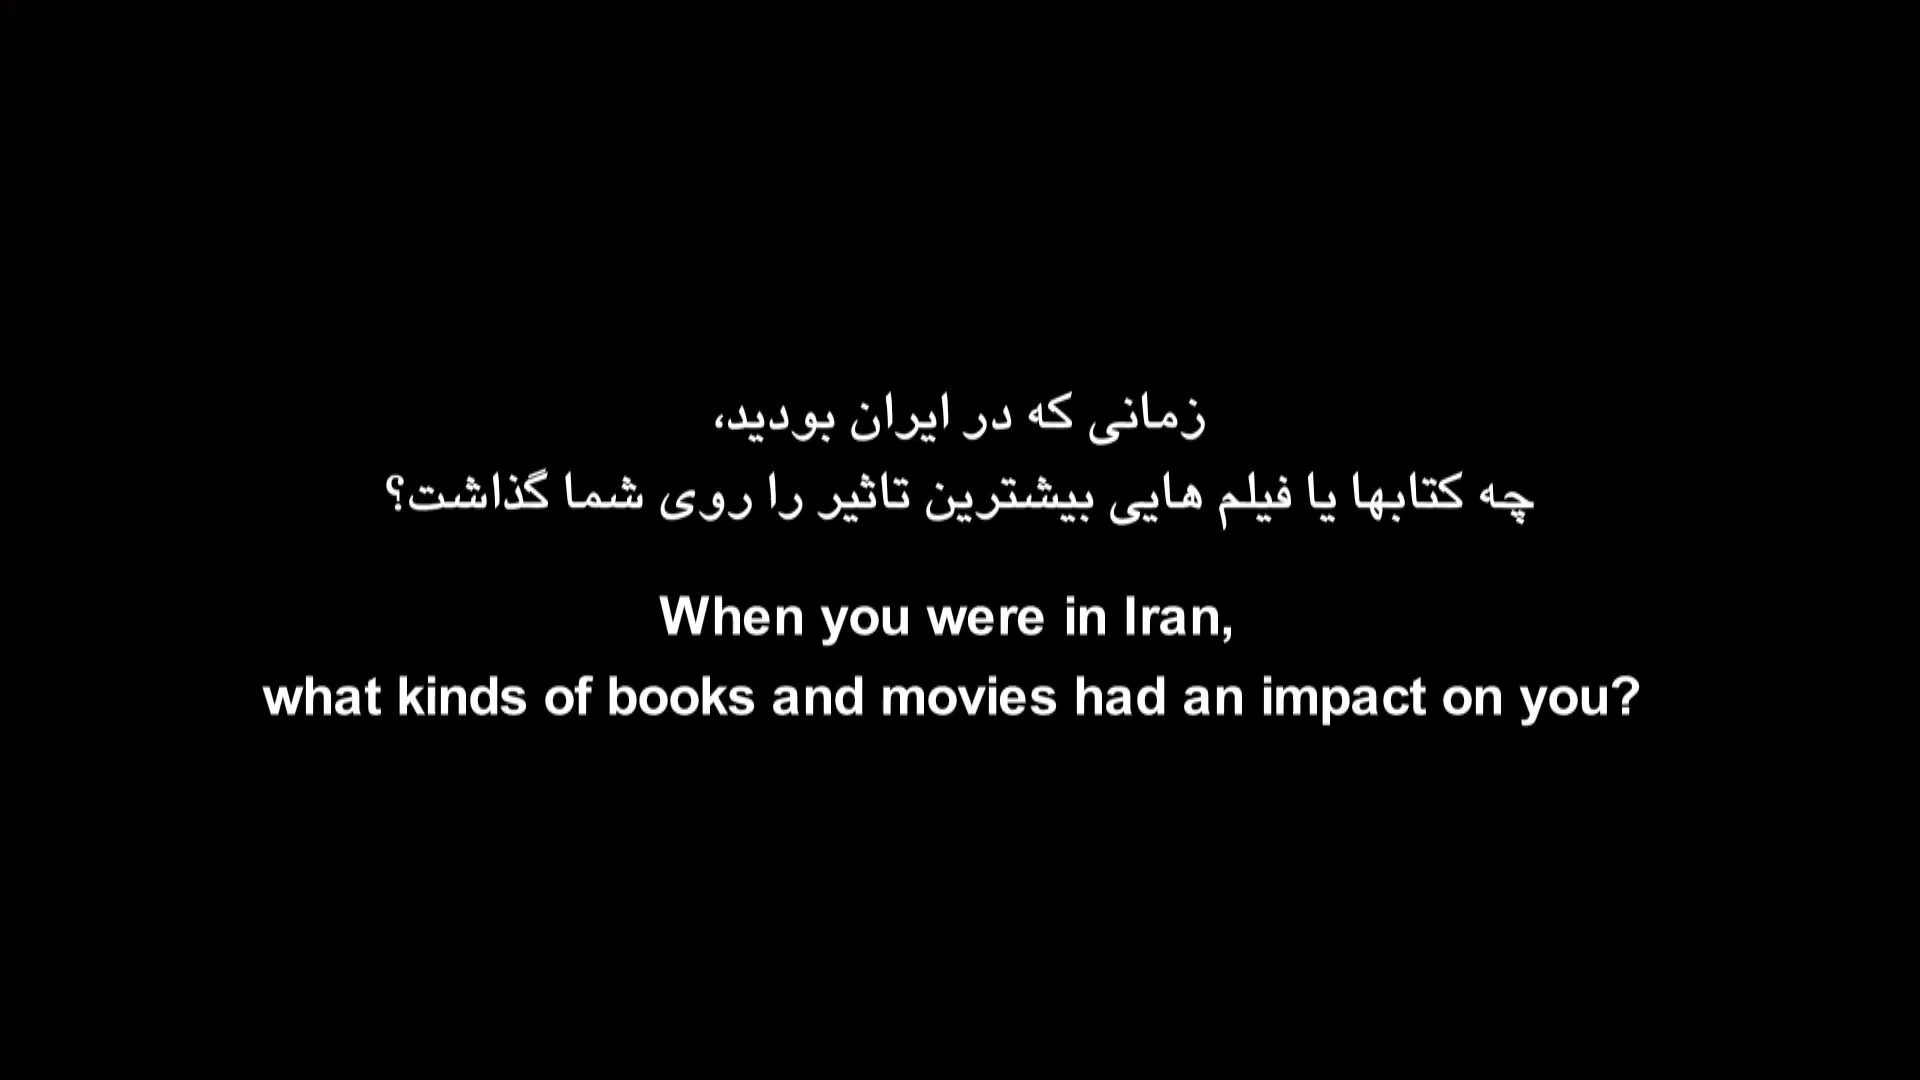 زمانی که در ایران بودید،
چه کتابها یا فیلم هایی بیشترین تاثیر را روی شما گذاشت؟
When you were in Iran,
what kinds of books and movies had an impact on you?